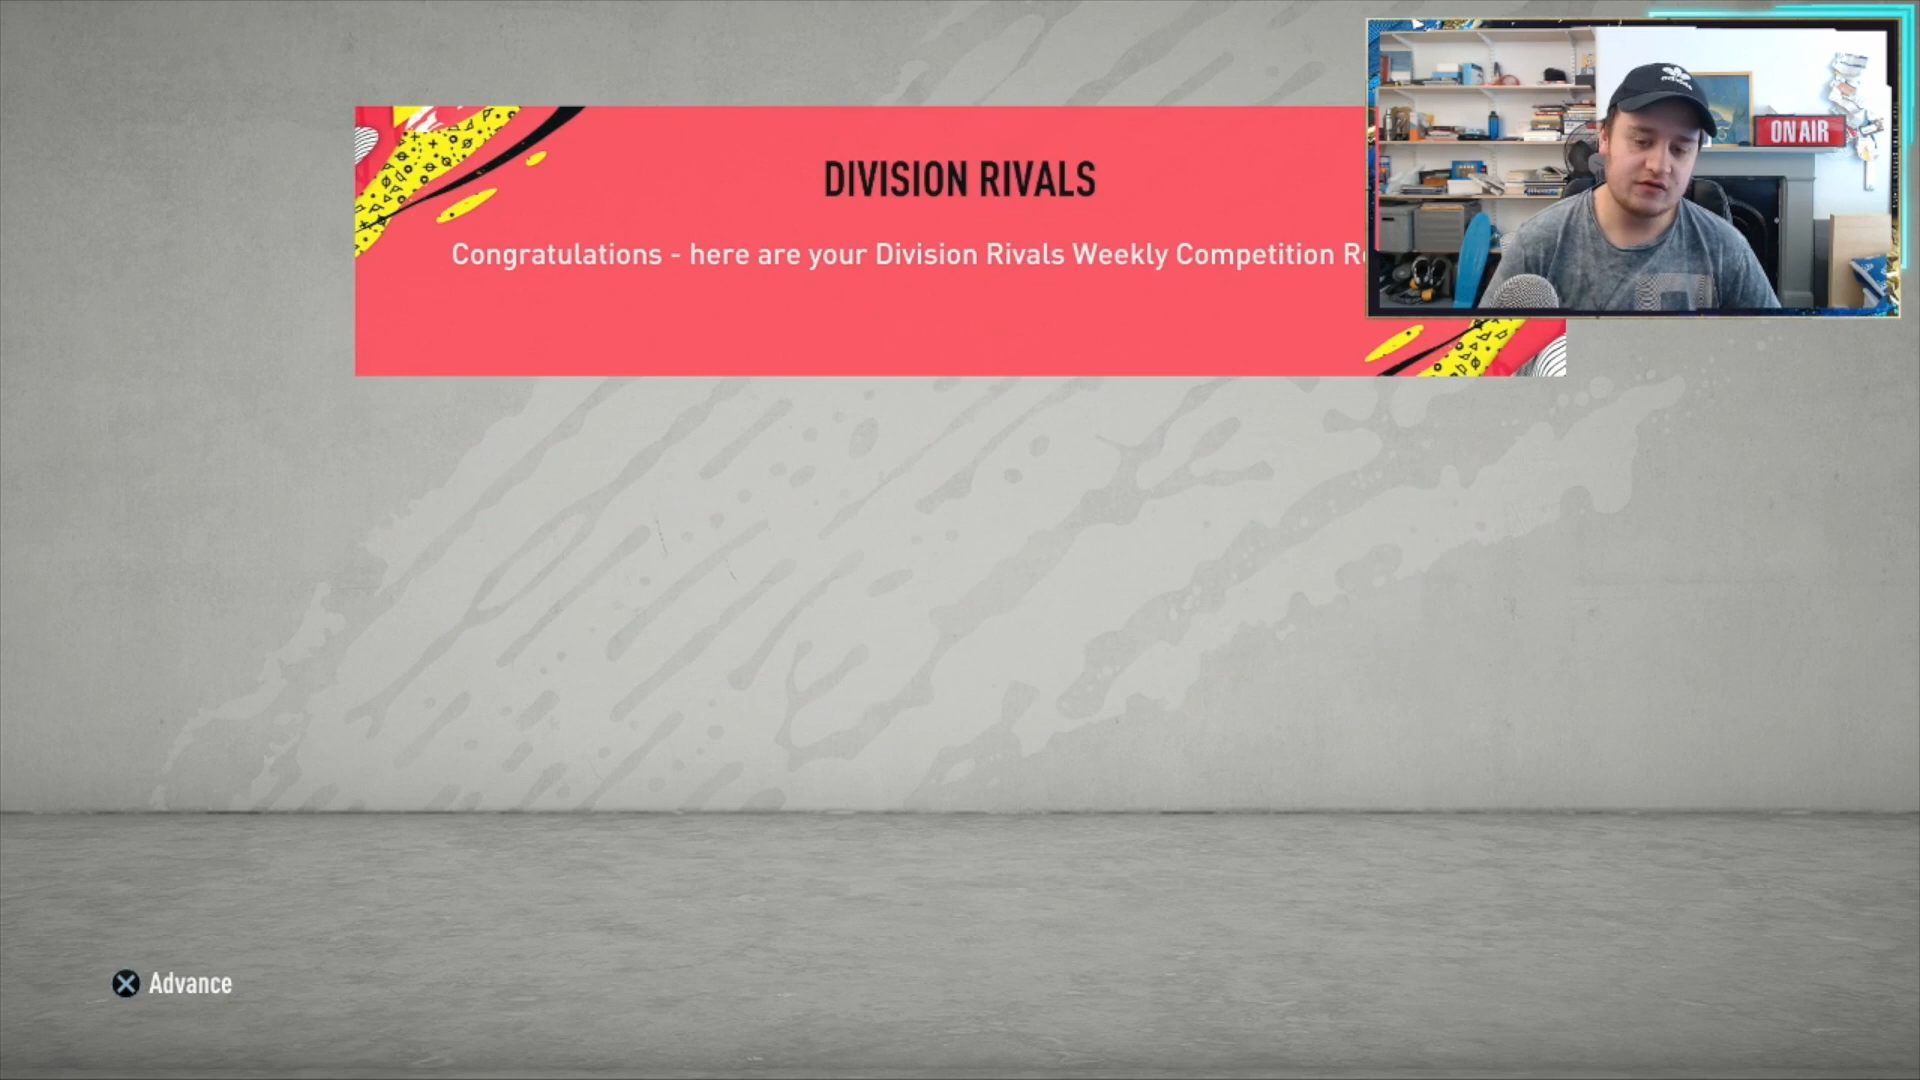 DIVISION RIVALS
Congratulations - here are your Division Rivals Weekly Competition
ON AIR
Advance